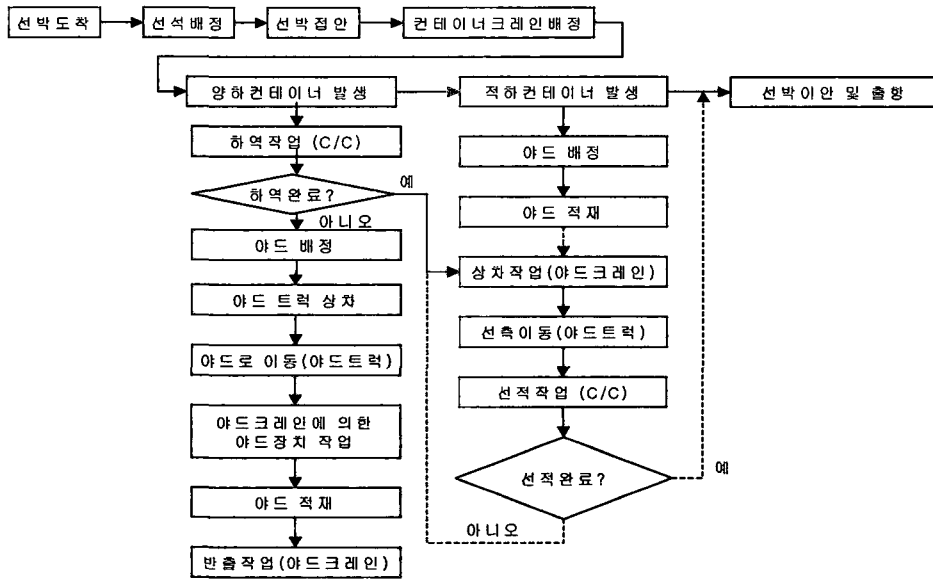 선박도착
선석배정
선박접안
컨테이너크레인배정
양하컨테이너 발생
적하컨테이너 발생
선박이안 및 출항
하역작업 (C/C)
하역완료?
예
아니오
야드 배정
야드 트럭 상차
야드로 이동(야드트럭)
야드크레인에 의한
야드장치 작업
야드 적재
반출작업(야드크레인)
야드 배정
야드 적재
상차작업(야드크레인)
선측이동(야드트럭)
선적작업 (C/C)
선적완료?
예
아니오